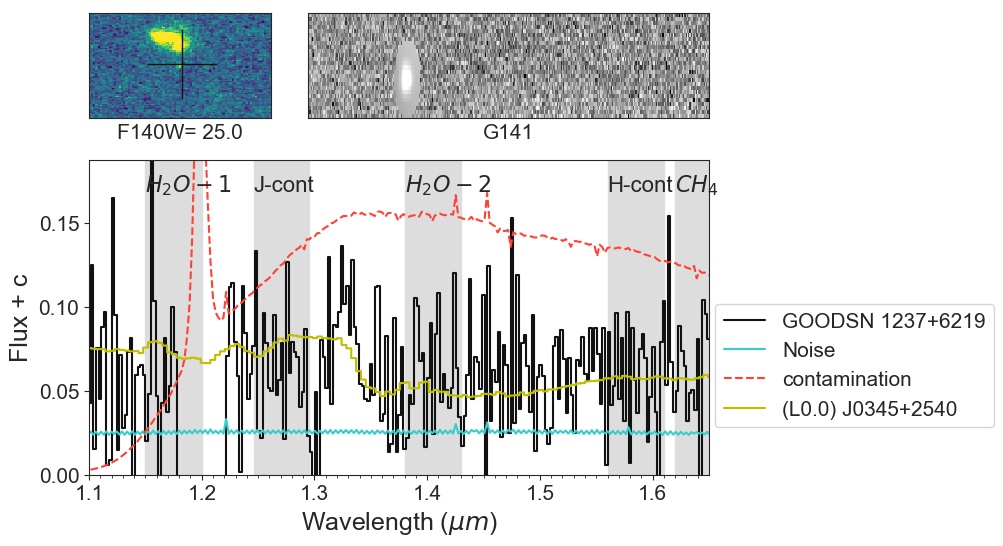 F140W= 25.0
G141
H₂O − 1
J-cont
H₂O − 2
H-cont
CH₄
Flux + c
0.15
0.10
0.05
0.00
1.1
1.2
1.3
1.4
1.5
1.6
Wavelength (μm)
GOODSN 1237+6219
Noise
contamination
(L0.0) J0345+2540